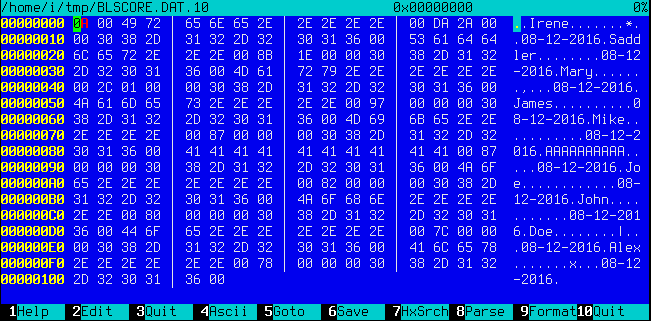 /home/i/tmp/BLSCORE.DAT.10 0x00000000 0%
00000000 0A 00 49 72 65 6E 65 2E 2E 2E 2E 2E 00 DA 2A 00 ..Irene.......*.
00000010 00 30 38 2D 31 32 2D 32 30 31 36 00 53 61 64 64 .08-12-2016.Sadd
00000020 6C 65 72 2E 2E 2E 00 8B 1E 00 00 30 38 2D 31 32 ler........08-12
00000030 2D 32 30 31 36 00 4D 61 72 79 2E 2E 2E 2E 2E 2E -2016.Mary......
00000040 00 2C 01 00 00 30 38 2D 31 32 2D 32 30 31 36 00 .,...08-12-2016.
00000050 4A 61 6D 65 73 2E 2E 2E 2E 2E 00 97 00 00 00 30 James..........0
00000060 38 2D 31 32 2D 32 30 31 36 00 4D 69 6B 65 2E 2E 8-12-2016.Mike..
00000070 2E 2E 2E 2E 00 87 00 00 00 30 38 2D 31 32 2D 32 .........08-12-2
00000080 30 31 36 00 41 41 41 41 41 41 41 41 41 41 00 87 016.AAAAAAAAAA..
00000090 00 00 00 30 38 2D 31 32 2D 32 30 31 36 00 4A 6F ...08-12-2016.Jo
000000A0 65 2E 2E 2E 2E 2E 2E 2E 00 82 00 00 00 30 38 2D e............08-
000000B0 31 32 2D 32 30 31 36 00 4A 6F 68 6E 2E 2E 2E 2E 12-2016.John....
000000C0 2E 2E 00 80 00 00 00 30 38 2D 31 32 2D 32 30 31 .......08-12-201
000000D0 36 00 44 6F 65 2E 2E 2E 2E 2E 2E 2E 00 7C 00 00 6.Doe........|..
000000E0 00 30 38 2D 31 32 2D 32 30 31 36 00 41 6C 65 78 .08-12-2016.Alex
000000F0 2E 2E 2E 2E 2E 2E 00 78 00 00 00 30 38 2D 31 32 .......x...08-12
00000100 2D 32 30 31 36 00 -2016.
1Help 2Edit 3Quit 4Ascii 5Goto 6Save 7HxSrch 8Parse 9Format 10Quit